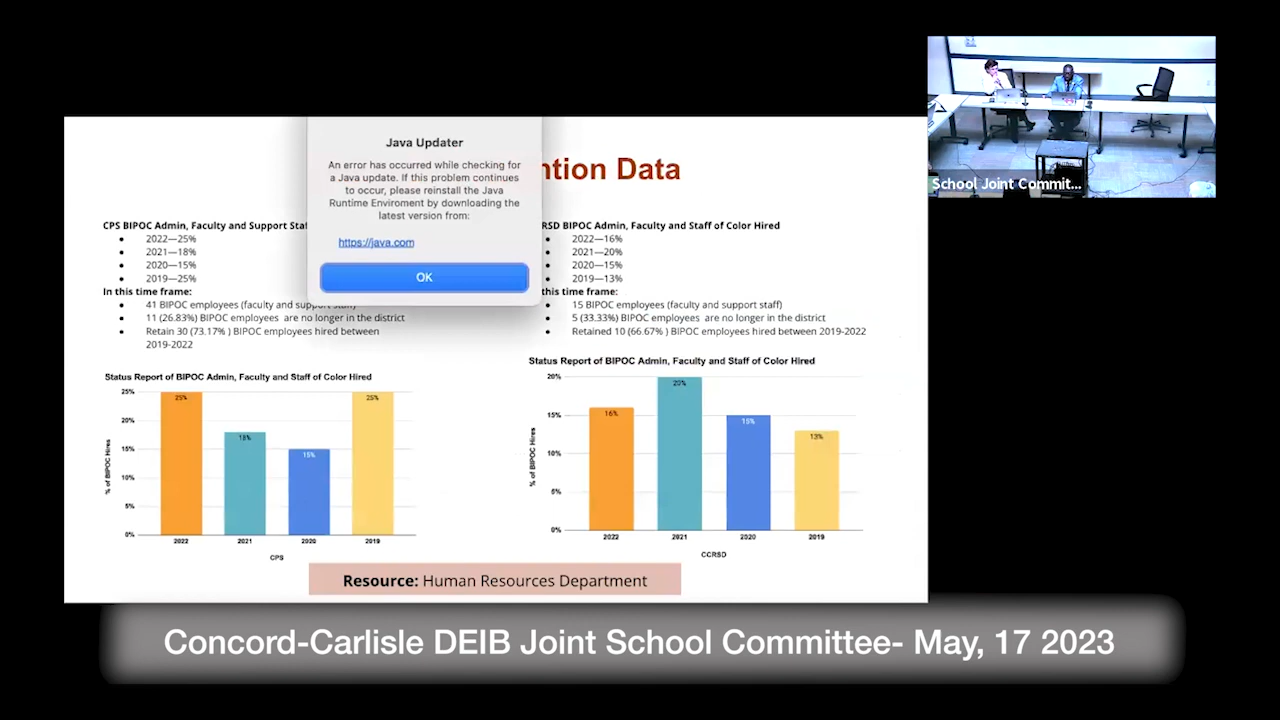 School Joint Commit...
Java Updater
An error has occurred while checking for
a Java update. If this problem continues
to occur, please reinstall the Java
Runtime Enviroment by downloading the
latest version from:
https://java.com
OK
ntion Data
CPS BIPOC Admin, Faculty and Support Staf
• 2022—25%
• 2021—18%
• 2020—15%
• 2019—25%
In this time frame:
• 41 BIPOC employees (faculty and support staff)
• 11 (26.83%) BIPOC employees are no longer in the district
• Retain 30 (73.17% ) BIPOC employees hired between
2019-2022
RSD BIPOC Admin, Faculty and Staff of Color Hired
• 2022—16%
• 2021—20%
• 2020—15%
• 2019—13%
this time frame:
• 15 BIPOC employees (faculty and support staff)
• 5 (33.33%) BIPOC employees are no longer in the district
• Retained 10 (66.67% ) BIPOC employees hired between 2019-2022
Status Report of BIPOC Admin, Faculty and Staff of Color Hired
% of BIPOC Hires
25%
20%
15%
10%
5%
0%
25%
18%
15%
25%
2022
2021
2020
2019
CPS
Status Report of BIPOC Admin, Faculty and Staff of Color Hired
% of BIPOC Hires
20%
15%
10%
5%
0%
16%
20%
15%
13%
2022
2021
2020
2019
CCRSD
Resource: Human Resources Department
Concord-Carlisle DEIB Joint School Committee- May, 17 2023